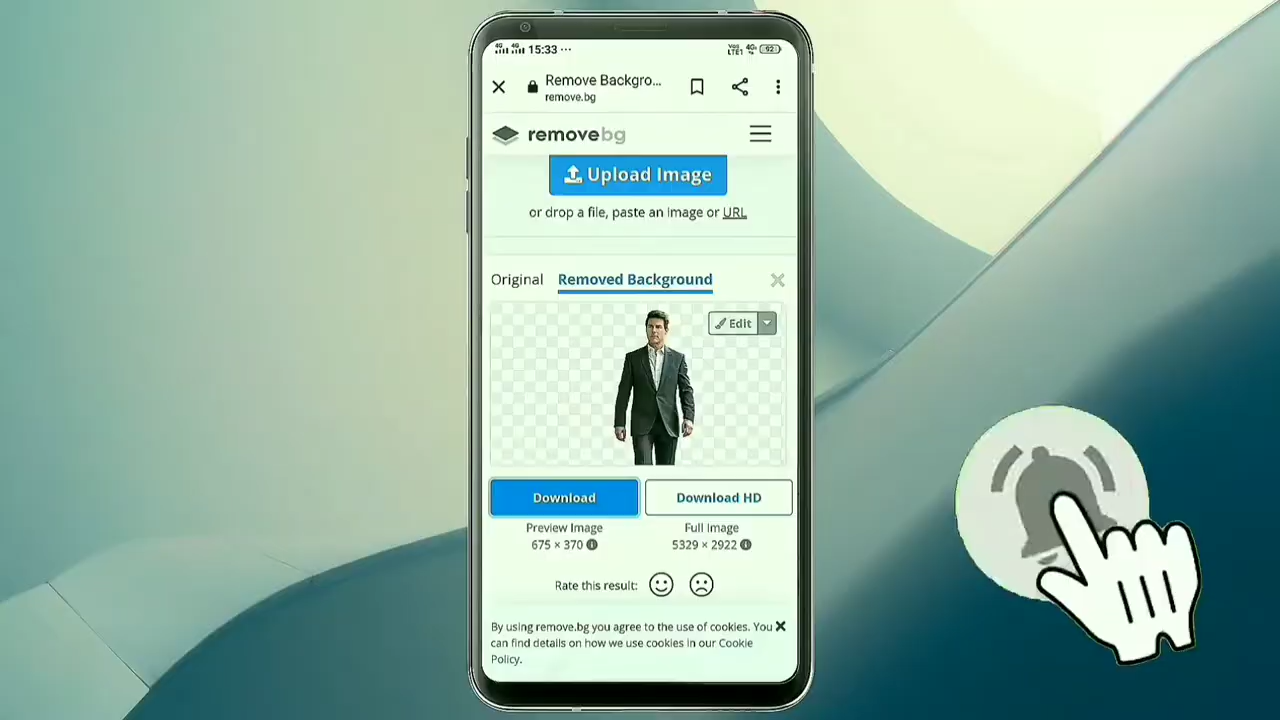 15:33 ...
92
Remove Backgro...
remove.bg
removebg
Upload Image
or drop a file, paste an image or URL
Original Removed Background
Edit
Download Download HD
Preview Image Full Image
675 × 370 5329 × 2922
Rate this result:
By using remove.bg you agree to the use of cookies. You
can find details on how we use cookies in our Cookie
Policy.